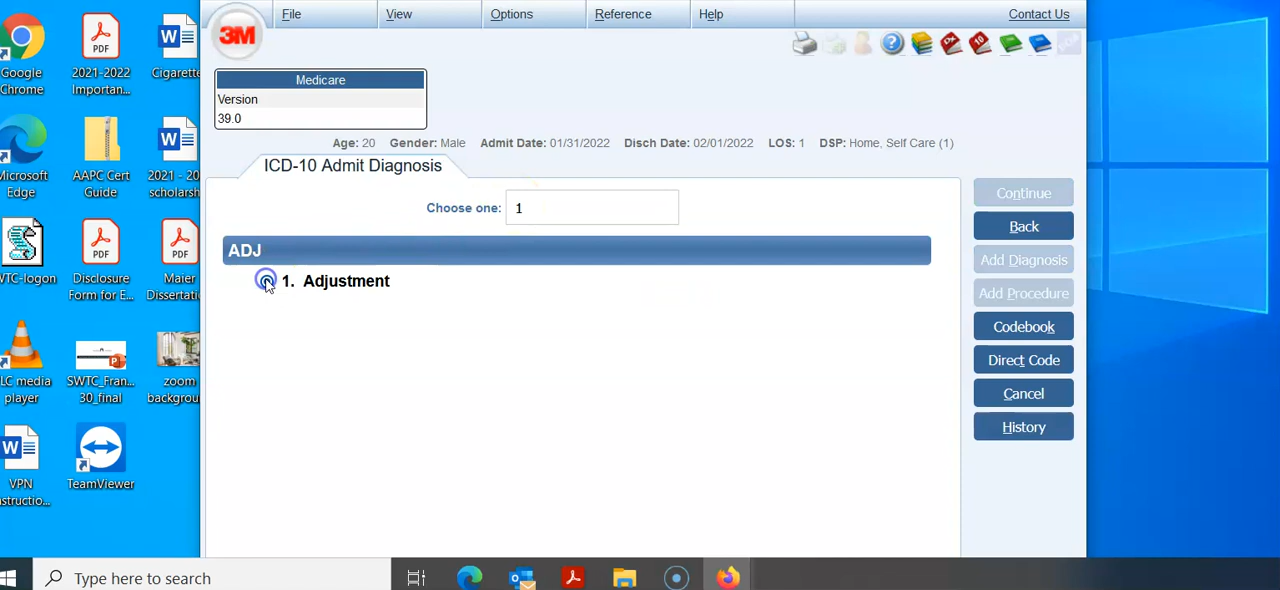 File
View
Options
Reference
Help
Contact Us
3M
Medicare
Version
39.0
Age: 20 Gender: Male Admit Date: 01/31/2022 Disch Date: 02/01/2022 LOS: 1 DSP: Home, Self Care (1)
ICD-10 Admit Diagnosis
Choose one: 1
ADJ
1. Adjustment
Continue
Back
Add Diagnosis
Add Procedure
Codebook
Direct Code
Cancel
History
Google
Chrome
PDF
2021-2022
Importan...
Cigarette
Microsoft
Edge
AAPC Cert
Guide
2021 - 20
scholarsh
WTC-logon
PDF
Disclosure
Form for E...
PDF
Maier
Dissertati
LC media
player
SWTC_Fran...
30_final
zoom
backgrou
VPN
nstructio...
TeamViewer
Type here to search